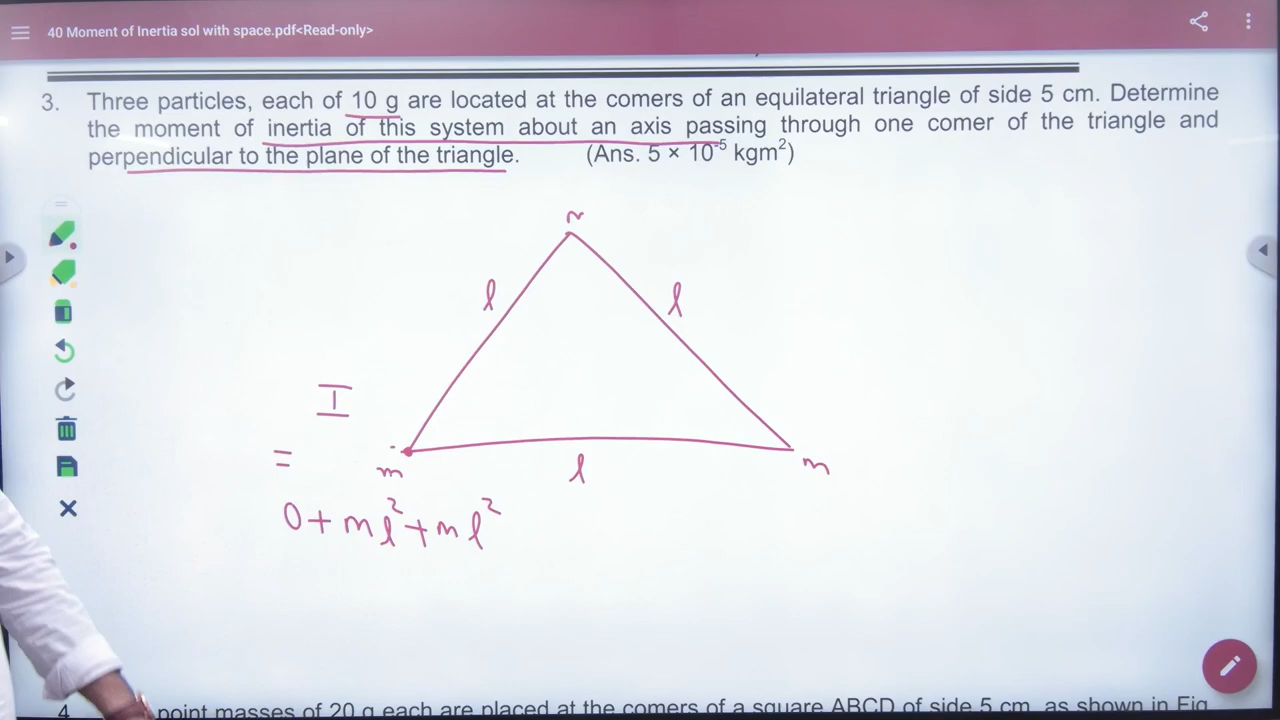 40 Moment of Inertia sol with space.pdf<Read-only>
3. Three particles, each of 10 g are located at the comers of an equilateral triangle of side 5 cm. Determine
the moment of inertia of this system about an axis passing through one comer of the triangle and
perpendicular to the plane of the triangle. (Ans. 5 × 10⁻⁵ kgm²)
m
l l
I
=
m l m
0+ml²+ml²
4 point masses of 20 g each are placed at the comers of a square ABCD of side 5 cm, as shown in Fig